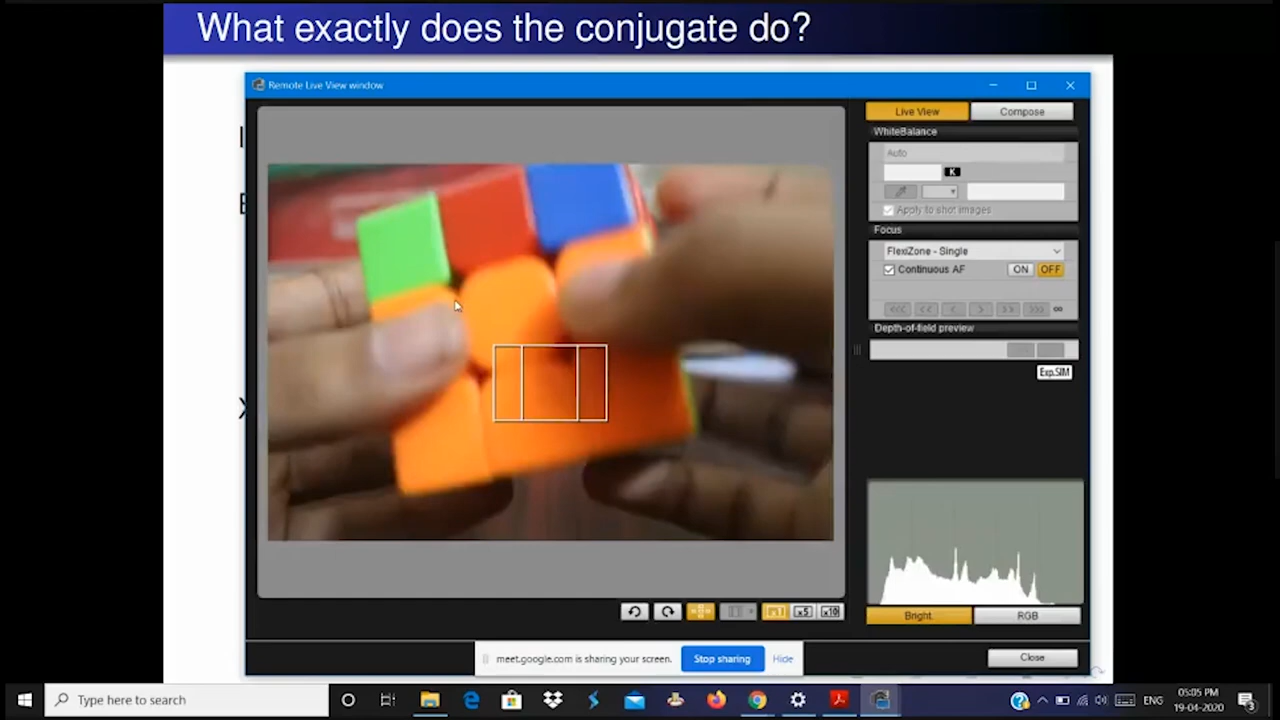 What exactly does the conjugate do?
Remote Live View window
Live View
Compose
WhiteBalance
Auto
K
Apply to shot images
Focus
FlexiZone - Single
Continuous AF
ON
OFF
<<<
<<
<
>
>>
>>>
∞
Depth-of-field preview
Exp.SIM
x1
x5
x10
Bright
RGB
meet.google.com is sharing your screen.
Stop sharing
Hide
Close
Type here to search
ENG
05:05 PM
19-04-2020
3